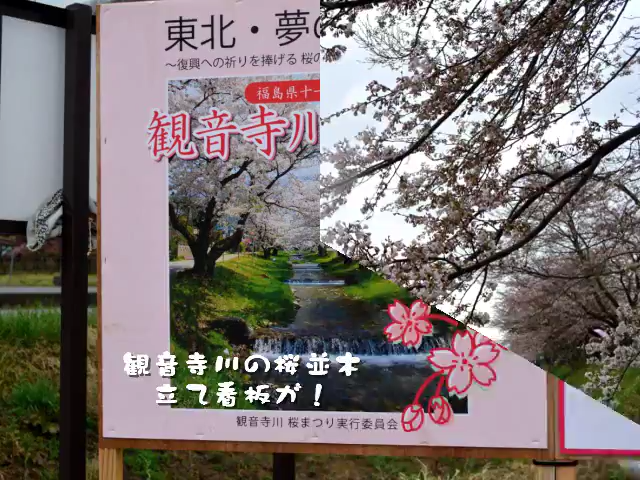 東北・夢の
～復興への祈りを捧げる 桜の
福島県十一
観音寺川
観音寺川の桜並木
立て看板が！
観音寺川 桜まつり実行委員会